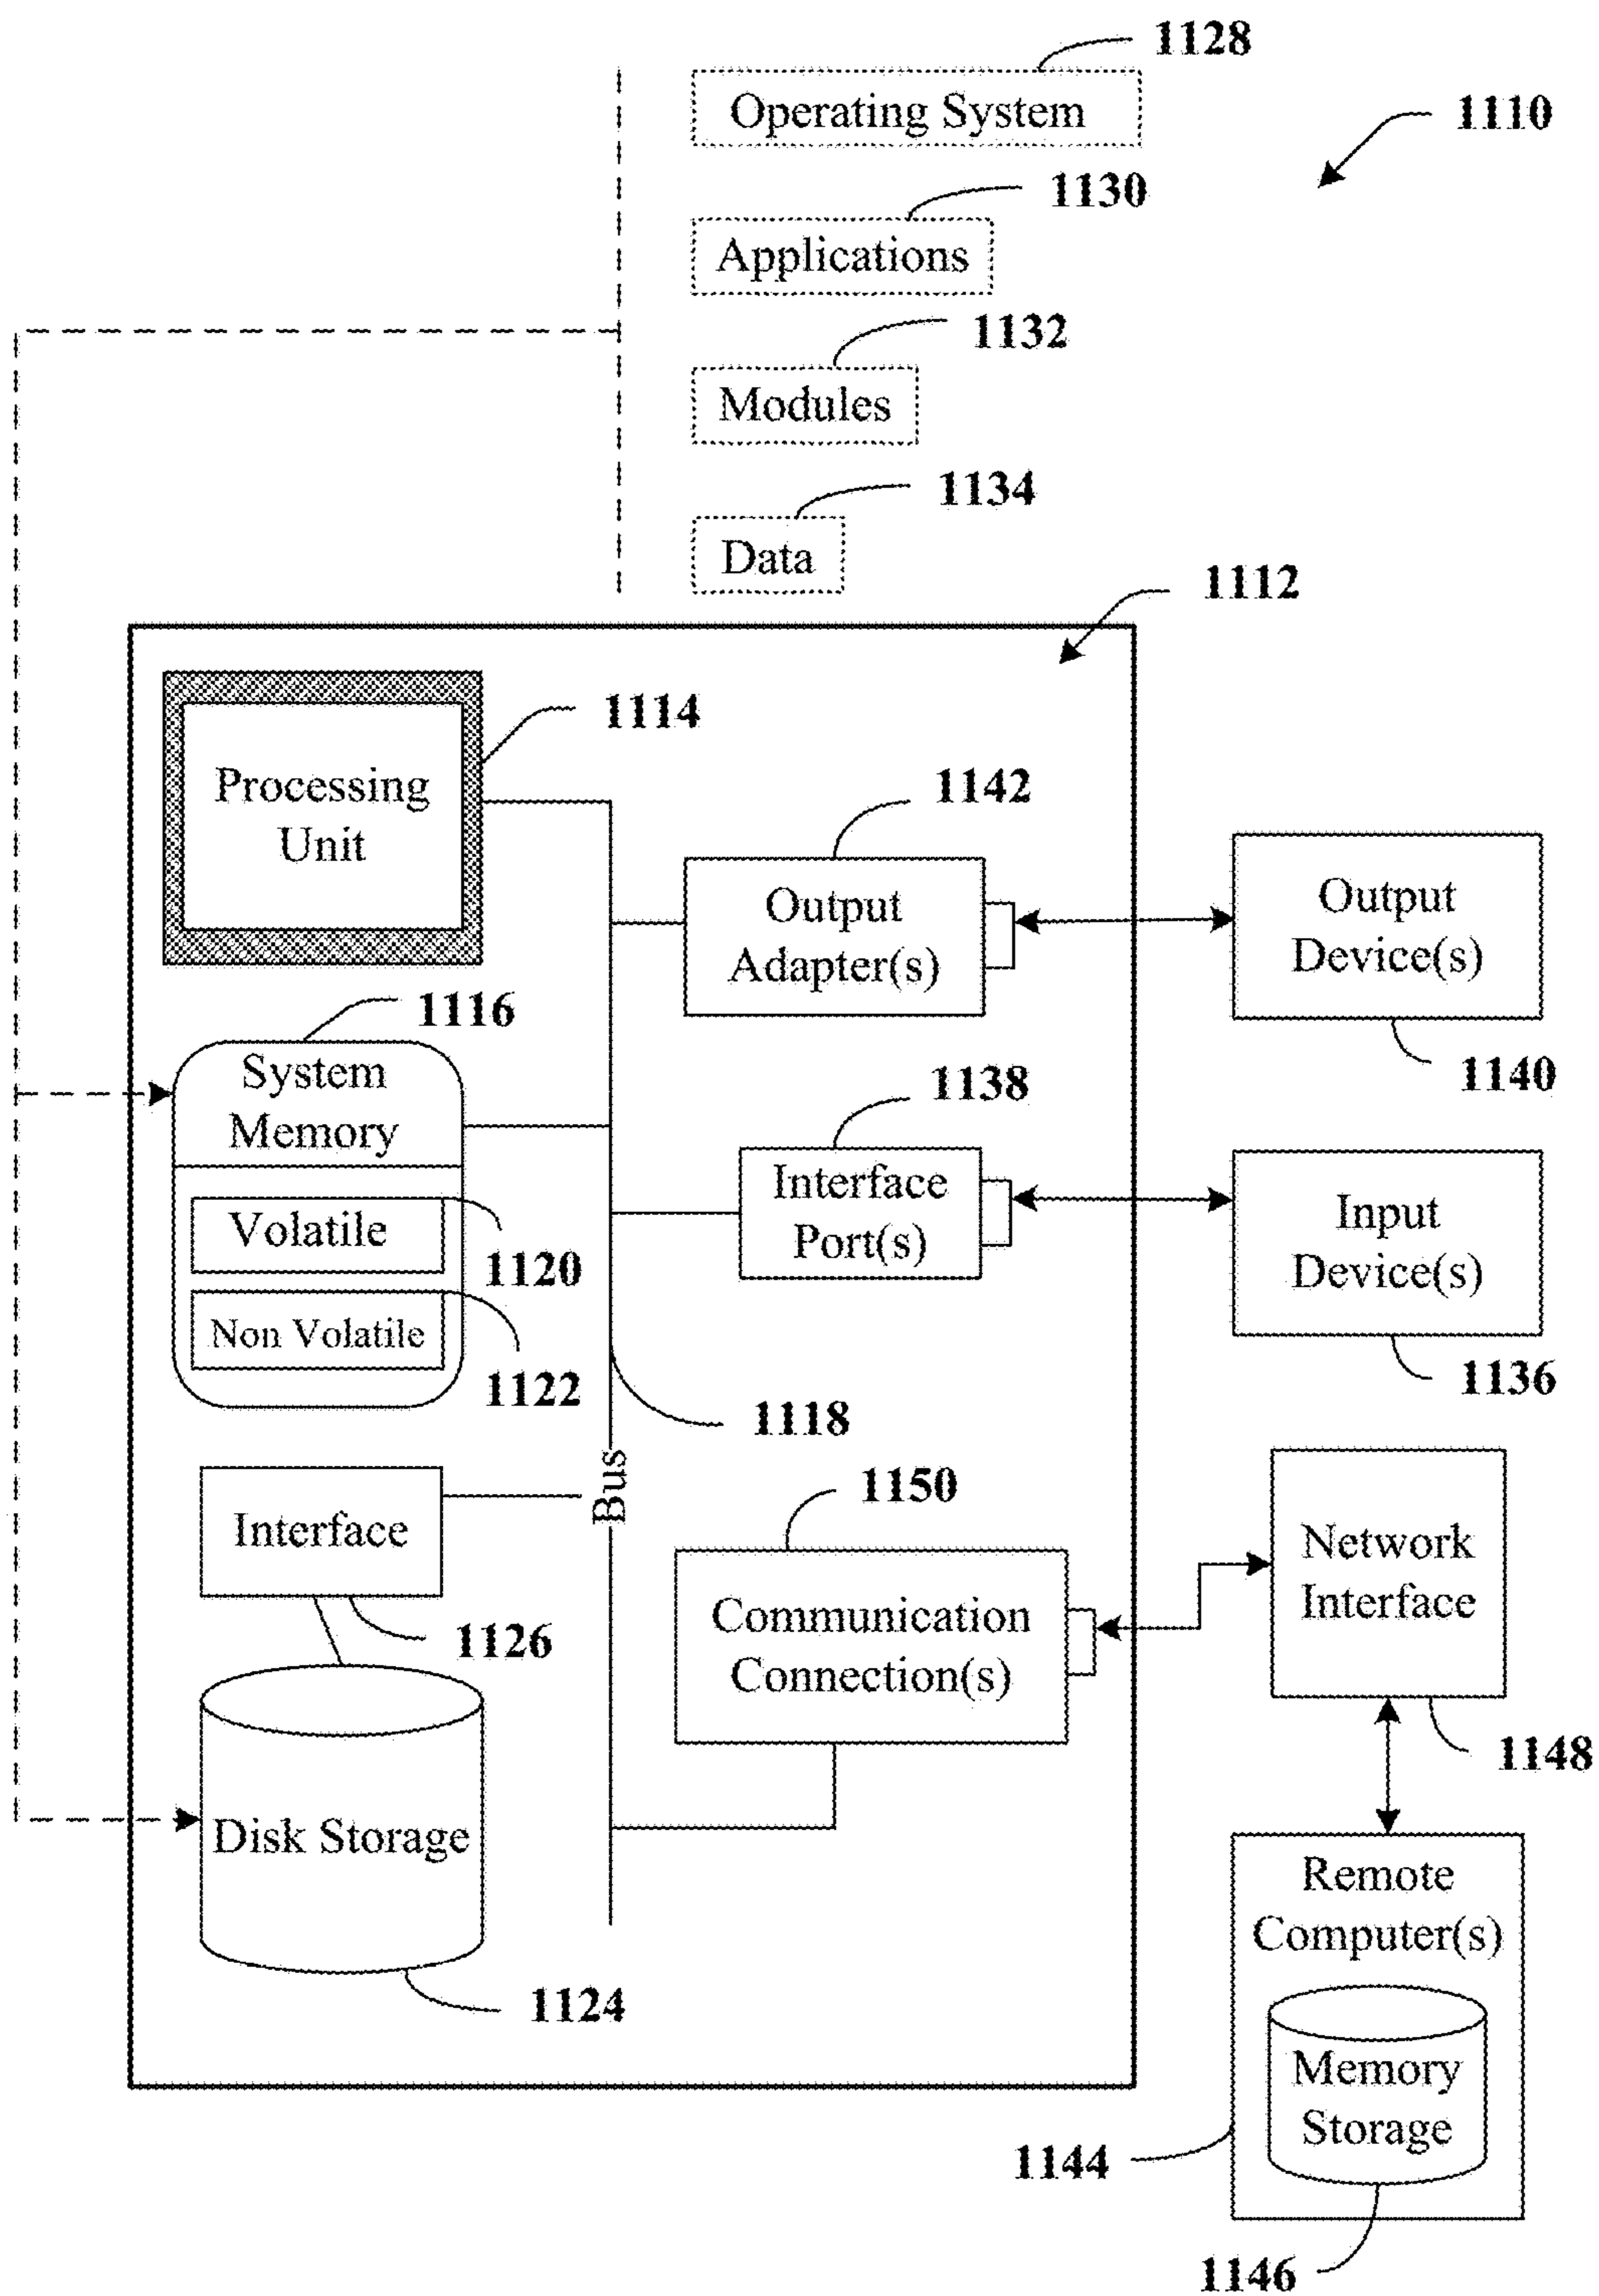 1128
Operating System
1110
1130
Applications
1132
Modules
1134
Data
1112
1114
Processing
Unit
1142
Output
Adapter(s)
Output
Device(s)
1140
1116
System
Memory
1138
Interface
Port(s)
Input
Device(s)
1136
Volatile
1120
Non Volatile
1122
1118
Bus
1150
Interface
1126
Communication
Connection(s)
Network
Interface
1148
Disk Storage
1124
Remote
Computer(s)
Memory
Storage
1144
1146